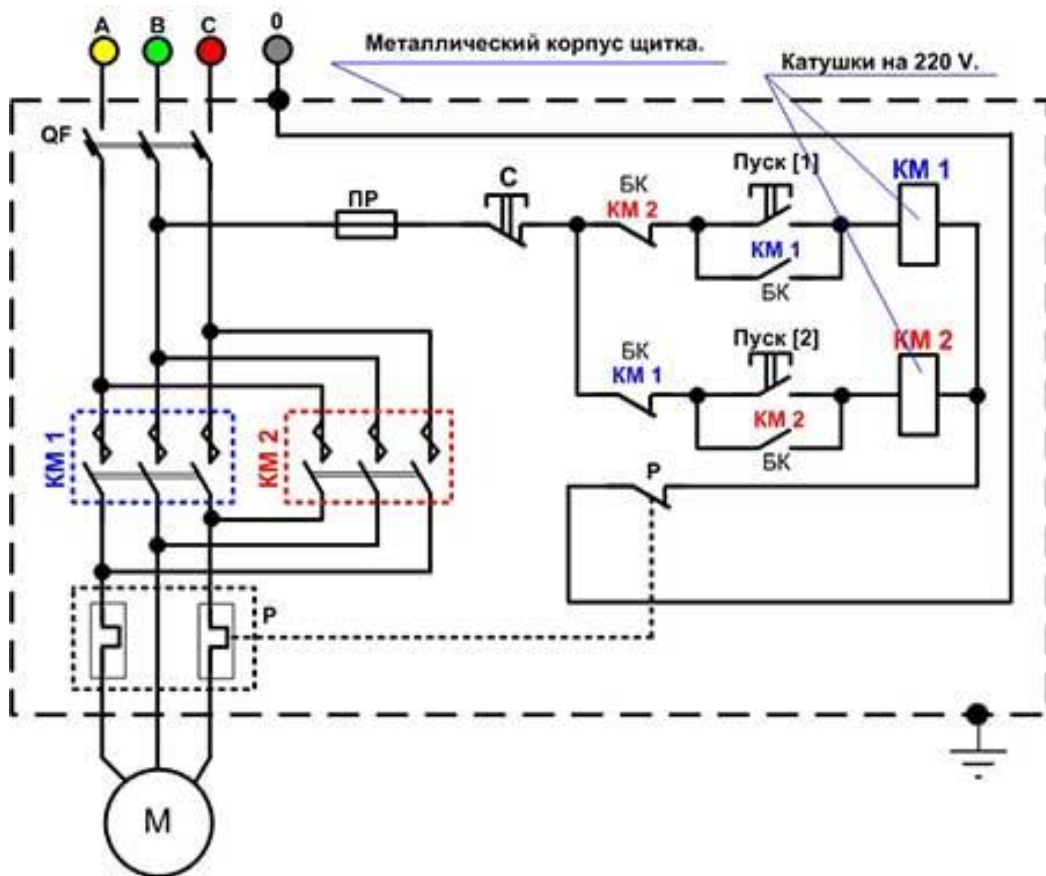 A
B
C
0
Металлический корпус щитка.
Катушки на 220 V.
QF
ПР
С
БК
КМ 2
Пуск [1]
КМ 1
КМ 1
БК
БК
КМ 1
Пуск [2]
КМ 2
КМ 2
БК
КМ 1
КМ 2
Р
Р
М